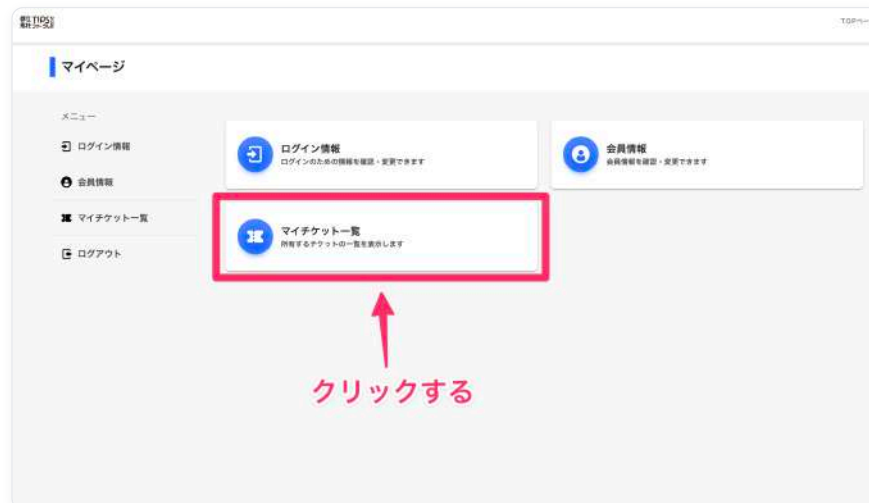 TOPペー
マイページ
メニュー
ログイン情報
会員情報
マイチケット一覧
ログアウト
ログイン情報
ログインのための情報を確認・変更できます
会員情報
会員情報を確認・変更できます
マイチケット一覧
所有するチケットの一覧を表示します
クリックする